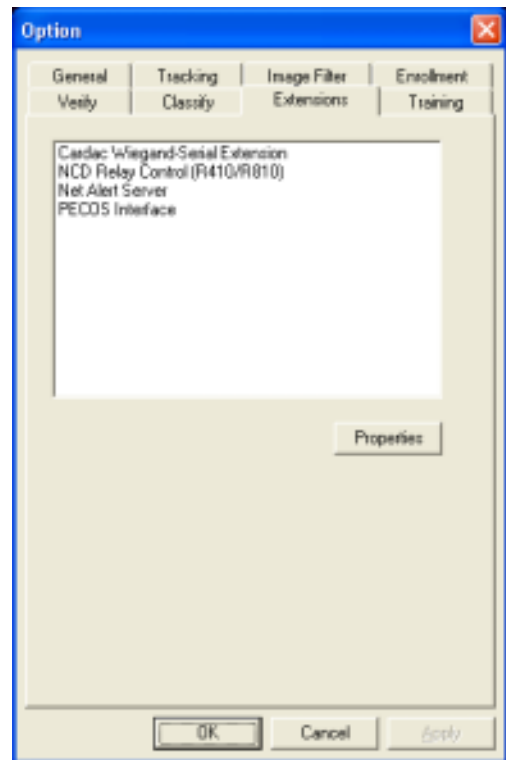 Option
General Tracking Image Filter Enrollment
Verify Classify Extensions Training
Cardac Wiegand-Serial Extension
NCD Relay Control (R410/R810)
Net Alert Server
PECOS Interface
Properties
OK Cancel Apply